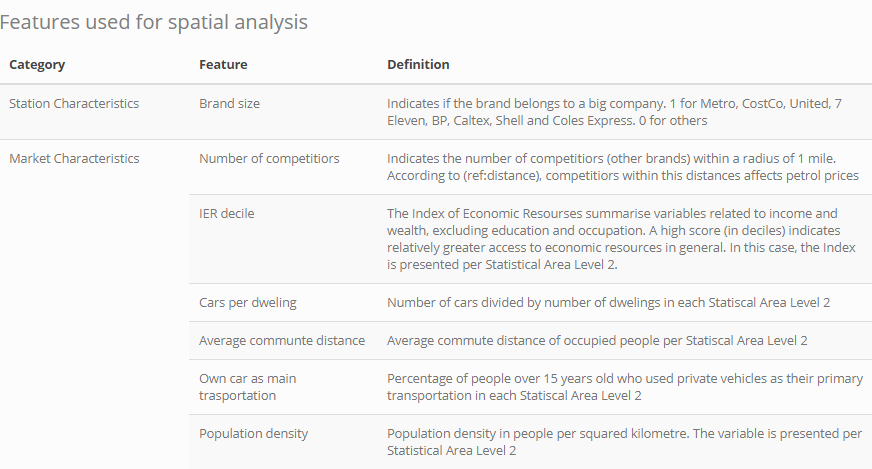 Features used for spatial analysis
Category Feature Definition
Station Characteristics Brand size Indicates if the brand belongs to a big company. 1 for Metro, CostCo, United, 7
Eleven, BP, Caltex, Shell and Coles Express. 0 for others
Market Characteristics Number of competitiors Indicates the number of competitiors (other brands) within a radius of 1 mile.
According to (ref:distance), competitiors within this distances affects petrol prices
IER decile The Index of Economic Resourses summarise variables related to income and
wealth, excluding education and occupation. A high score (in deciles) indicates
relatively greater access to economic resources in general. In this case, the Index
is presented per Statistical Area Level 2.
Cars per dweling Number of cars divided by number of dwelings in each Statiscal Area Level 2
Average communte distance Average commute distance of occupied people per Statiscal Area Level 2
Own car as main Percentage of people over 15 years old who used private vehicles as their primary
trasportation transportation in each Statiscal Area Level 2
Population density Population density in people per squared kilometre. The variable is presented per
Statistical Area Level 2